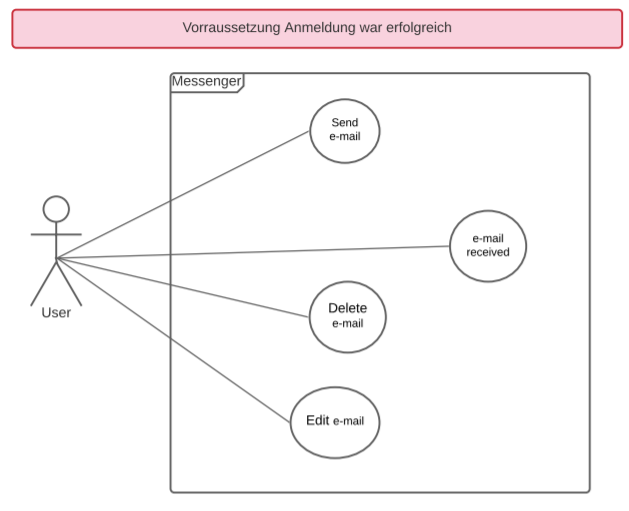 Vorraussetzung Anmeldung war erfolgreich
Messenger
Send
e-mail
e-mail
received
Delete
e-mail
Edit e-mail
User